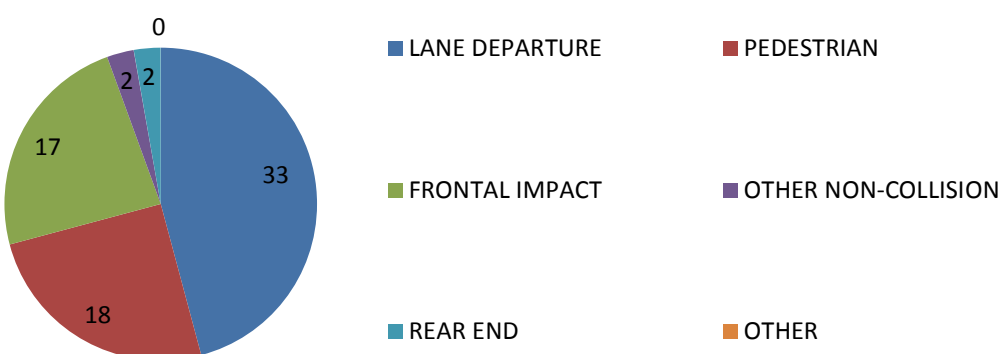 0
LANE DEPARTURE PEDESTRIAN
2 2
17
33
FRONTAL IMPACT OTHER NON-COLLISION
18
REAR END OTHER